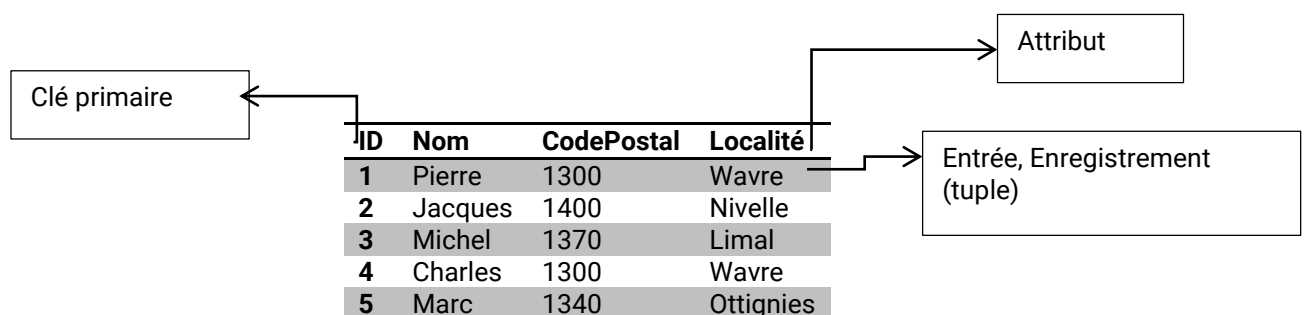 Attribut
Clé primaire
ID Nom CodePostal Localité
Entrée, Enregistrement
(tuple)
1 Pierre 1300 Wavre
2 Jacques 1400 Nivelle
3 Michel 1370 Limal
4 Charles 1300 Wavre
5 Marc 1340 Ottignies